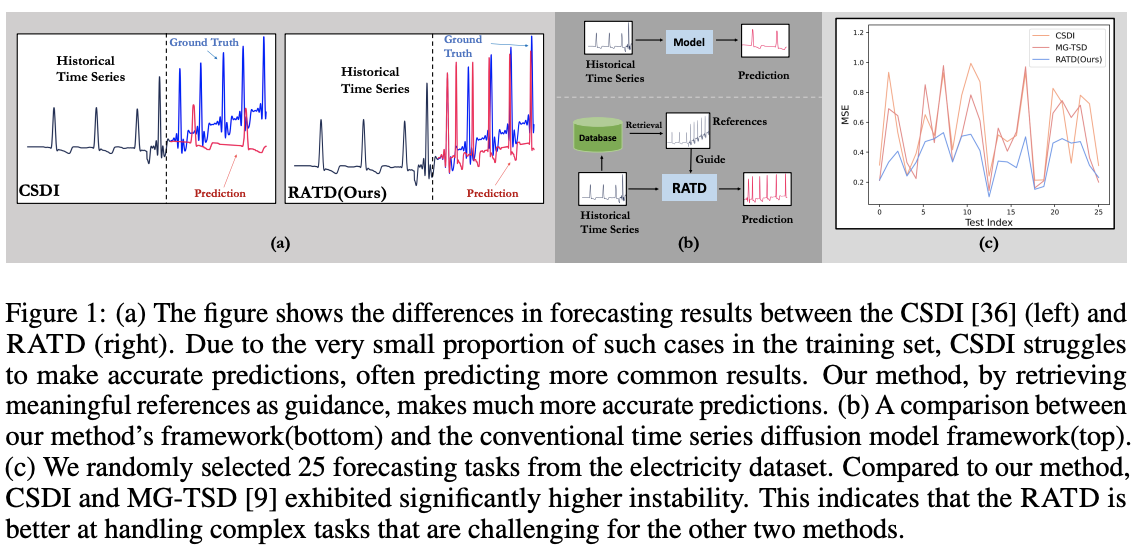 Historical
Time Series
Ground Truth
Prediction
CSDI
Historical
Time Series
Ground
Truth
Prediction
RATD(Ours)
(a)
Historical
Time Series
Model
Prediction
Database
Retrieval
References
Guide
Historical
Time Series
RATD
Prediction
(b)
MSE
1.2
1.0
0.8
0.6
0.4
0.2
CSDI
MG-TSD
RATD(Ours)
0
5
10
15
20
25
Test Index
(c)
Figure 1: (a) The figure shows the differences in forecasting results between the CSDI [36] (left) and
RATD (right). Due to the very small proportion of such cases in the training set, CSDI struggles
to make accurate predictions, often predicting more common results. Our method, by retrieving
meaningful references as guidance, makes much more accurate predictions. (b) A comparison between
our method's framework(bottom) and the conventional time series diffusion model framework(top).
(c) We randomly selected 25 forecasting tasks from the electricity dataset. Compared to our method,
CSDI and MG-TSD [9] exhibited significantly higher instability. This indicates that the RATD is
better at handling complex tasks that are challenging for the other two methods.